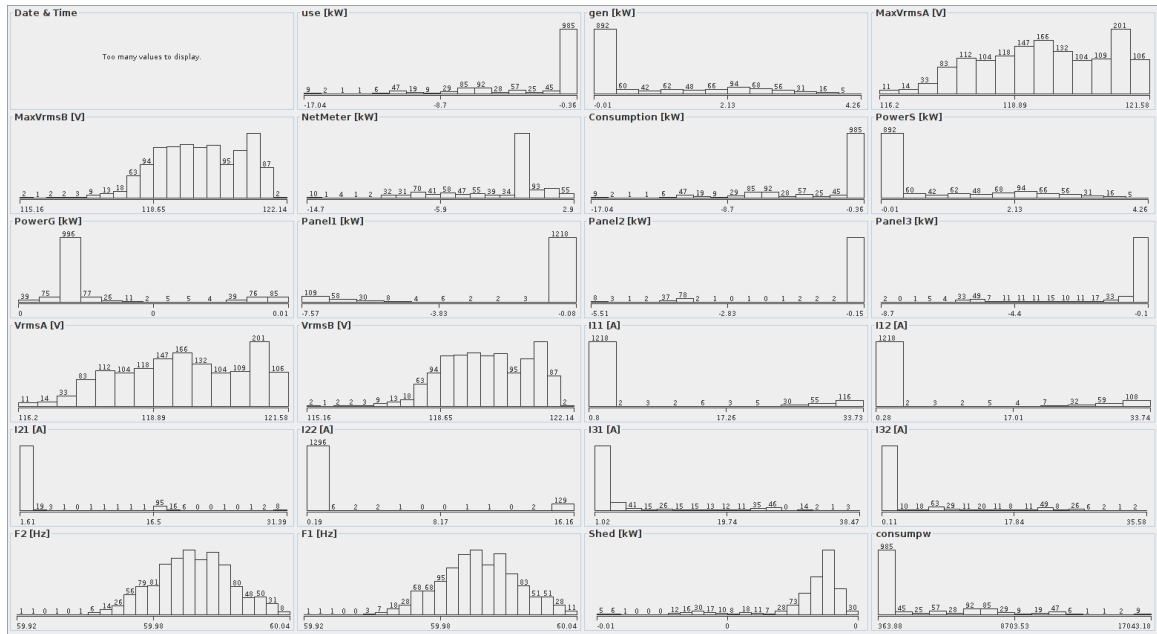 Date & Time
Too many values to display.
use [kW]
9 2 1 1 6 47 19 9 29 85 92 28 57 25 45 985
-17.04 -8.7 -0.36
gen [kW]
892 60 42 62 48 66 94 68 56 31 16 5
-0.01 2.13 4.26
MaxVrmsA [V]
11 14 33 83 112 104 118 147 166 132 104 109 201 106
116.2 118.89 121.58
MaxVrmsB [V]
2 1 2 2 3 9 13 18 63 94 95 87 2
115.16 118.65 122.14
NetMeter [kW]
10 1 4 1 2 32 31 70 41 58 47 55 39 34 93 55
-14.7 -5.9 2.9
Consumption [kW]
9 2 1 1 6 47 19 9 29 85 92 28 57 25 45 985
-17.04 -8.7 -0.36
PowerS [kW]
892 60 42 62 48 68 94 66 56 31 16 5
-0.01 2.13 4.26
PowerG [kW]
39 75 996 77 26 11 2 5 5 4 39 76 85
0 0 0.01
Panel1 [kW]
109 58 30 8 4 6 2 2 3 1218
-7.57 -3.83 -0.08
Panel2 [kW]
8 3 1 2 37 78 2 1 0 1 0 1 2 2 2
-5.51 -2.83 -0.15
Panel3 [kW]
2 0 1 5 4 33 49 7 11 11 11 15 10 11 17 33
-8.7 -4.4 -0.1
VrmsA [V]
11 14 33 83 112 104 118 147 166 132 104 109 201 106
116.2 118.89 121.58
VrmsB [V]
2 1 2 2 3 9 13 18 63 94 95 87 2
115.16 118.65 122.14
I11 [A]
1218 2 3 2 6 3 5 30 55 116
0.8 17.26 33.73
I12 [A]
1218 2 3 2 5 4 7 32 59 108
0.28 17.01 33.74
I21 [A]
19 3 1 0 1 1 1 1 95 16 6 0 0 1 0 1 2 8
1.61 16.5 31.39
I22 [A]
1296 6 2 2 1 0 0 1 1 0 2 129
0.19 8.17 16.16
I31 [A]
41 15 26 15 15 13 12 11 35 46 0 14 2 1 3
1.02 19.74 38.47
I32 [A]
10 18 63 29 11 20 11 8 11 49 8 26 6 2 1 2
0.11 17.84 35.58
F2 [Hz]
1 1 0 1 0 1 6 14 26 56 79 81 80 48 50 31 8
59.92 59.98 60.04
F1 [Hz]
1 1 0 0 3 7 18 28 68 68 95 83 51 51 28 11
59.92 59.98 60.04
Shed [kW]
5 6 1 0 0 0 12 16 30 17 10 8 18 11 7 28 73 30
-0.01 0 0
consumpw
985 45 25 57 28 92 85 29 9 19 47 6 1 1 2 9
363.88 8703.53 17043.18